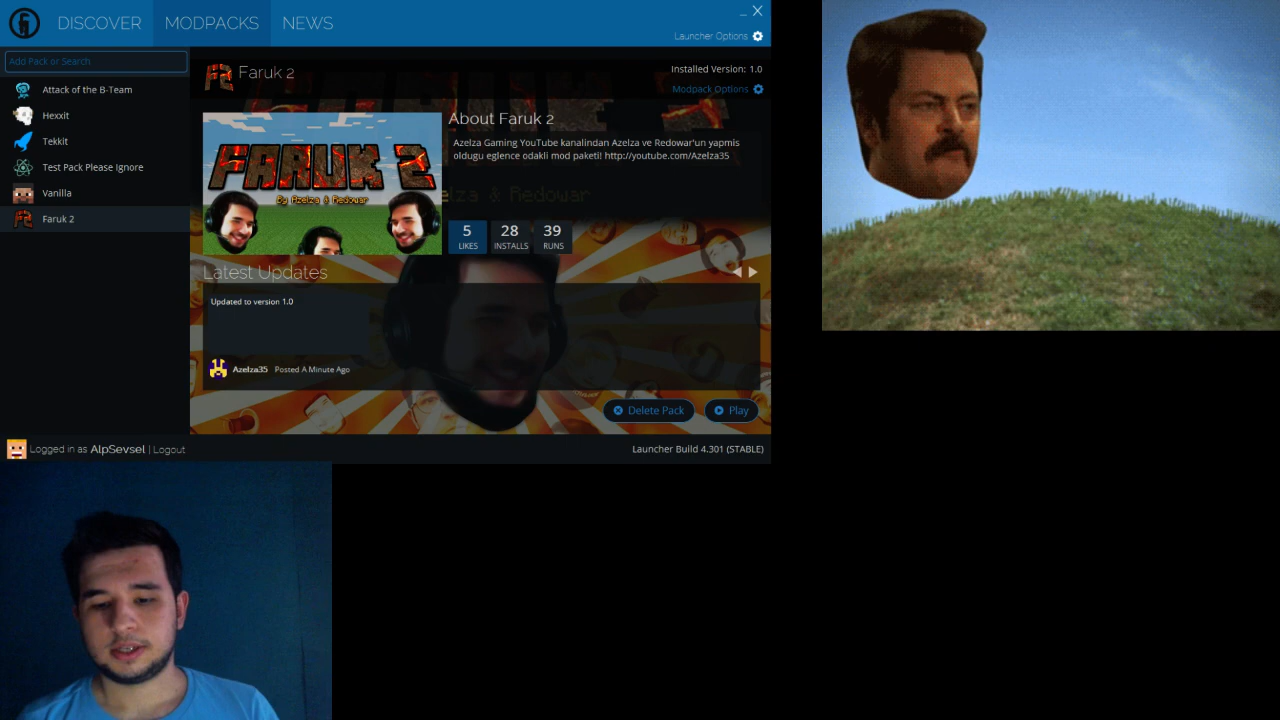 DISCOVER MODPACKS NEWS
Launcher Options
Add Pack or Search
Attack of the B-Team
Hexxit
Tekkit
Test Pack Please Ignore
Vanilla
Faruk 2
Faruk 2
Installed Version: 1.0
Modpack Options
FARUK 2
By Azelza & Redowar
About Faruk 2
Azelza Gaming YouTube kanalindan Azelza ve Redowar'un yapmis
oldugu eglence odakli mod paketi! http://youtube.com/Azelza35
5 28 39
LIKES INSTALLS RUNS
Latest Updates
Updated to version 1.0
Azelza35 Posted A Minute Ago
Delete Pack Play
Logged in as AlpSevsel | Logout
Launcher Build 4.301 (STABLE)